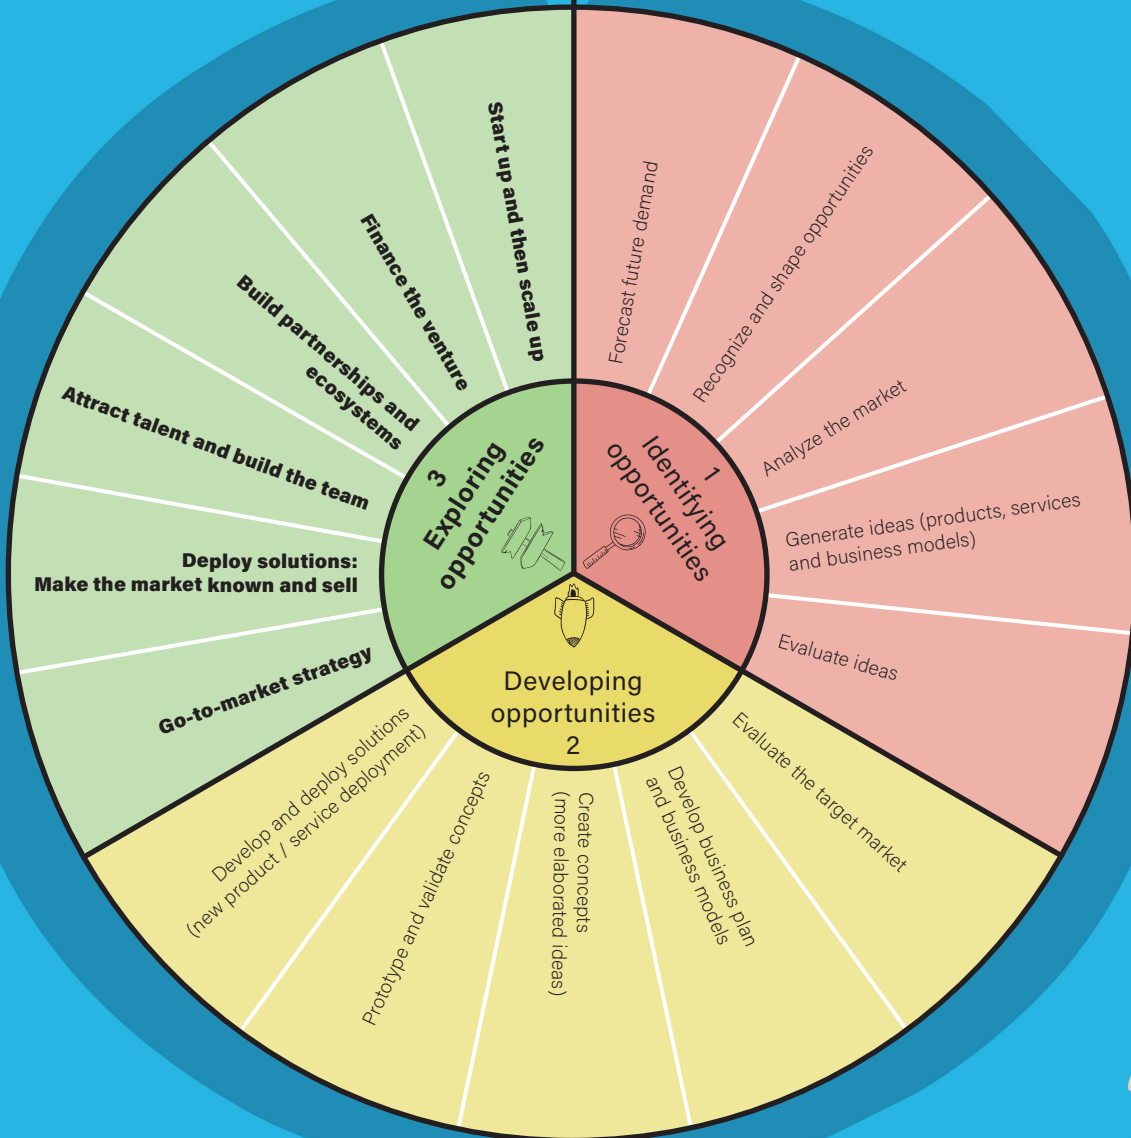 1
Identifying
opportunities
Forecast future demand
Recognize and shape opportunities
Analyze the market
Generate ideas (products, services
and business models)
Evaluate ideas
Developing
opportunities
2
Evaluate the target market
Develop business plan
and business models
Create concepts
(more elaborated ideas)
Prototype and validate concepts
Develop and deploy solutions
(new product / service deployment)
3
Exploring
opportunities
Go-to-market strategy
Deploy solutions:
Make the market known and sell
Attract talent and build the team
Build partnerships and
ecosystems
Finance the venture
Start up and then scale up